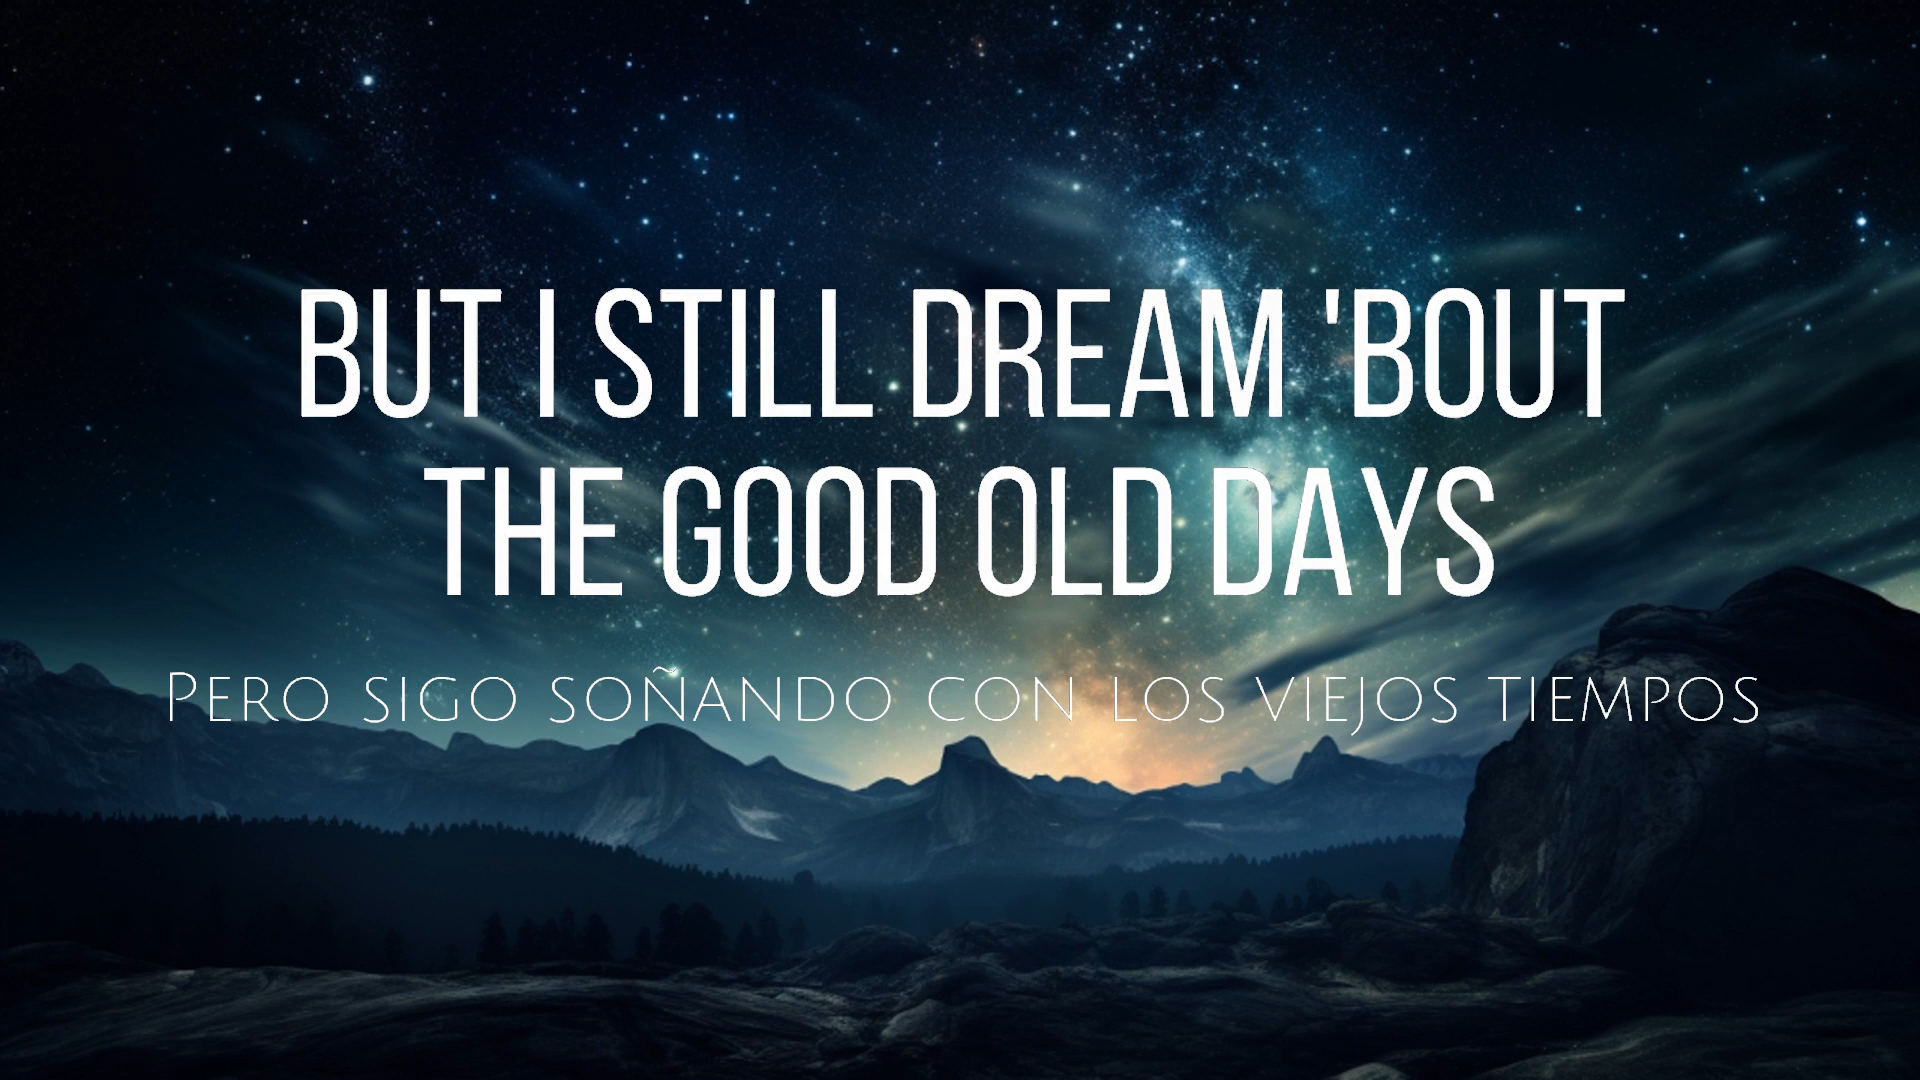 BUT I STILL DREAM 'BOUT
THE GOOD OLD DAYS
PERO SIGO SOÑANDO CON LOS VIEJOS TIEMPOS